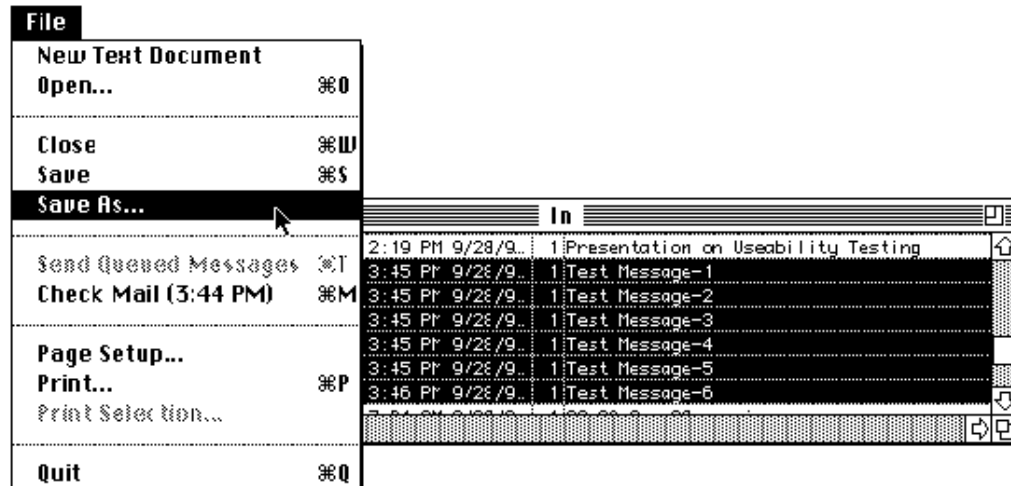 File
New Text Document
Open... ⌘O
Close ⌘W
Save ⌘S
Save As...
Send Queued Messages ⌘T
Check Mail (3:44 PM) ⌘M
Page Setup...
Print... ⌘P
Print Selection...
Quit ⌘Q
In
2:19 PM 9/28/9.. 1 Presentation on Useability Testing
3:45 PM 9/28/9.. 1 Test Message-1
3:45 PM 9/28/9.. 1 Test Message-2
3:45 PM 9/28/9.. 1 Test Message-3
3:45 PM 9/28/9.. 1 Test Message-4
3:45 PM 9/28/9.. 1 Test Message-5
3:46 PM 9/28/9.. 1 Test Message-6